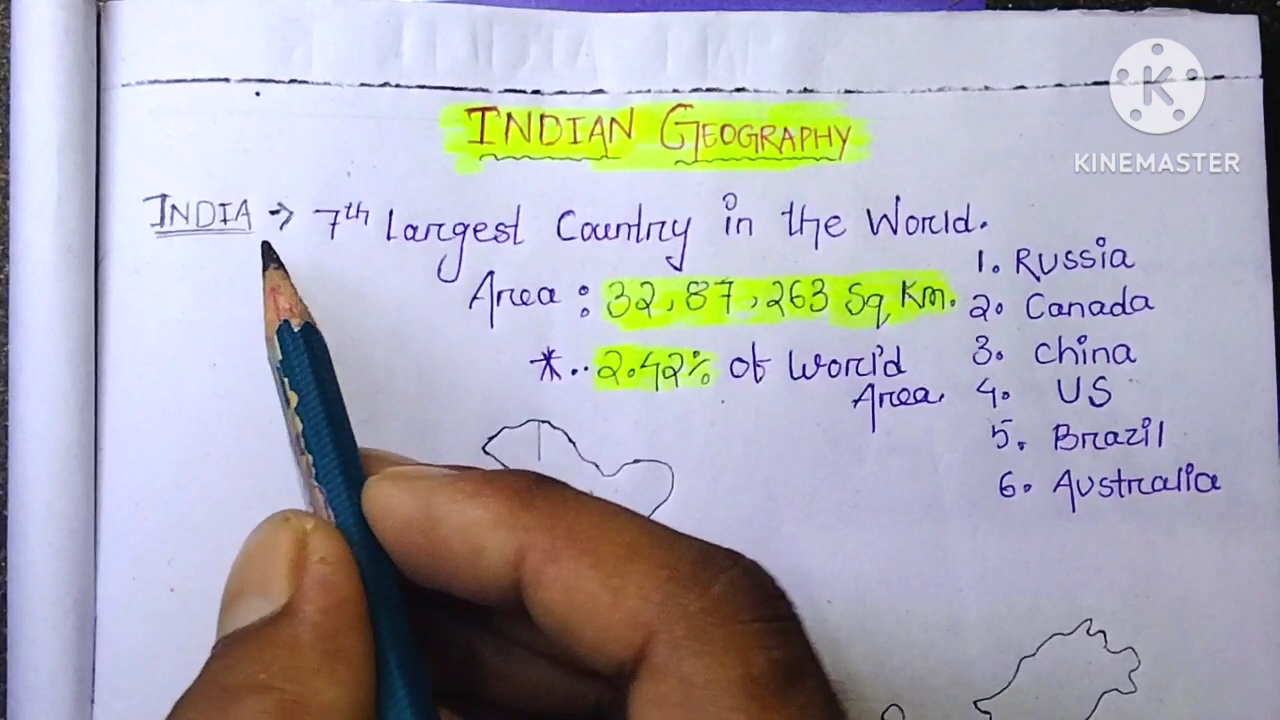 INDIAN GEOGRAPHY
KINEMASTER
INDIA → 7th Largest Country in the World.
Area : 32,87,263 Sq Km.
* .. 2.42% of World
Area.
1. Russia
2. Canada
3. China
4. US
5. Brazil
6. Australia